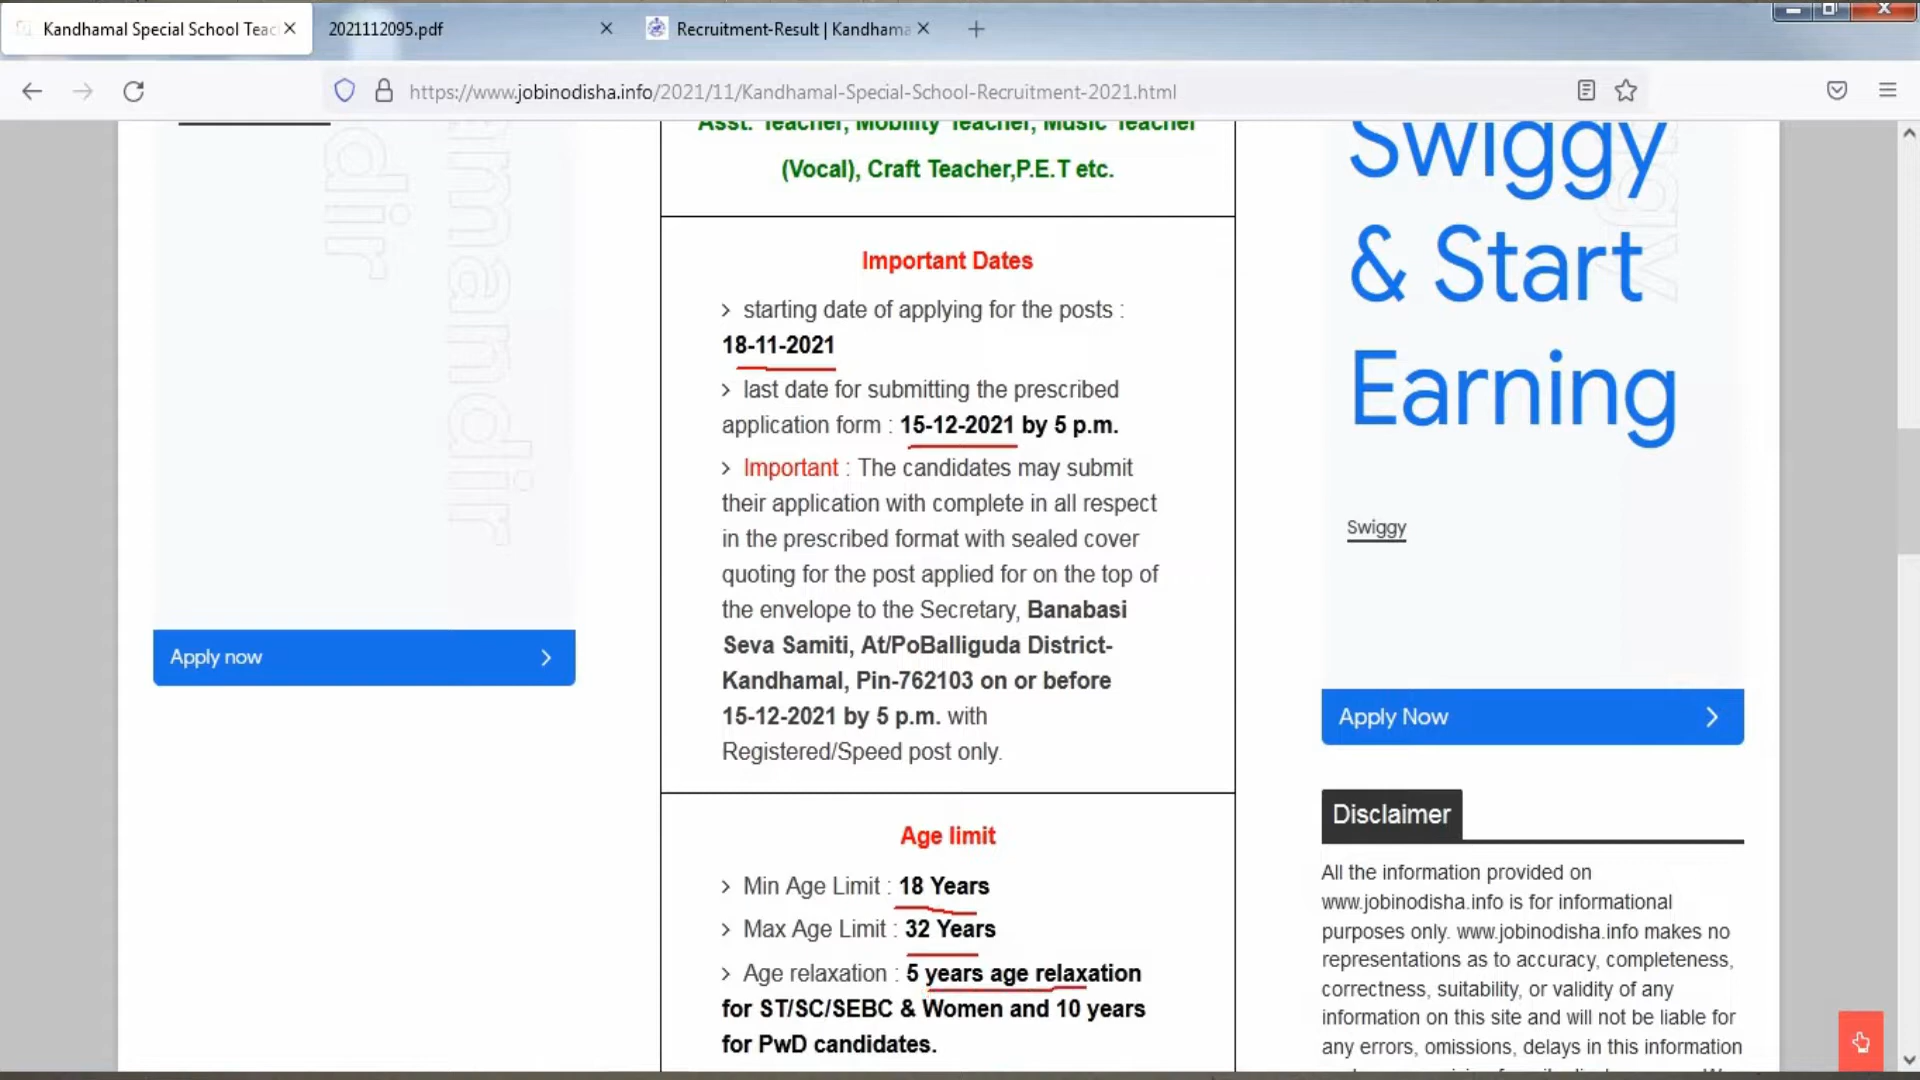 Kandhamal Special School Teac
2021112095.pdf
Recruitment-Result | Kandhama
https://www.jobinodisha.info/2021/11/Kandhamal-Special-School-Recruitment-2021.html
Asst. Teacher, Mobility Teacher, Music Teacher
(Vocal), Craft Teacher,P.E.T etc.
Important Dates
starting date of applying for the posts :
18-11-2021
last date for submitting the prescribed
application form : 15-12-2021 by 5 p.m.
Important : The candidates may submit
their application with complete in all respect
in the prescribed format with sealed cover
quoting for the post applied for on the top of
the envelope to the Secretary, Banabasi
Seva Samiti, At/PoBalliguda District-
Kandhamal, Pin-762103 on or before
15-12-2021 by 5 p.m. with
Registered/Speed post only.
Age limit
Min Age Limit : 18 Years
Max Age Limit : 32 Years
Age relaxation : 5 years age relaxation
for ST/SC/SEBC & Women and 10 years
for PwD candidates.
Apply now
Swiggy
& Start
Earning
Swiggy
Apply Now
Disclaimer
All the information provided on
www.jobinodisha.info is for informational
purposes only. www.jobinodisha.info makes no
representations as to accuracy, completeness,
correctness, suitability, or validity of any
information on this site and will not be liable for
any errors, omissions, delays in this information